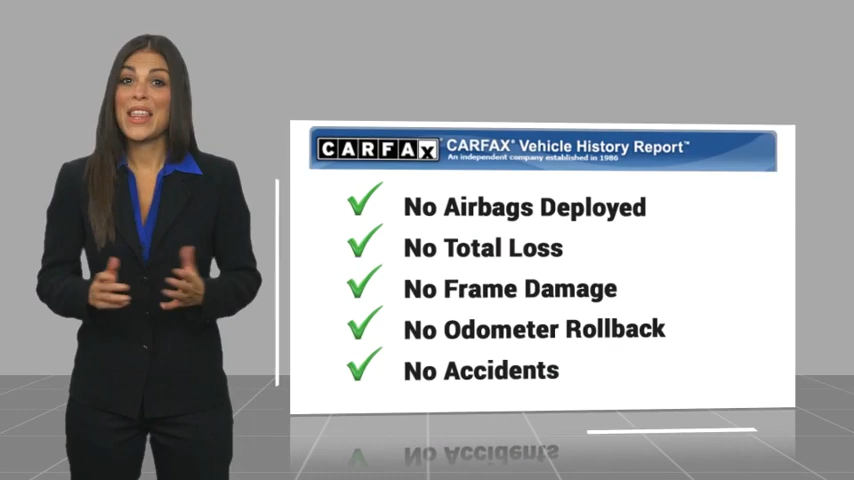 CARFAX
CARFAX® Vehicle History Report™
An independent company established in 1986
No Airbags Deployed
No Total Loss
No Frame Damage
No Odometer Rollback
No Accidents
No Accidents